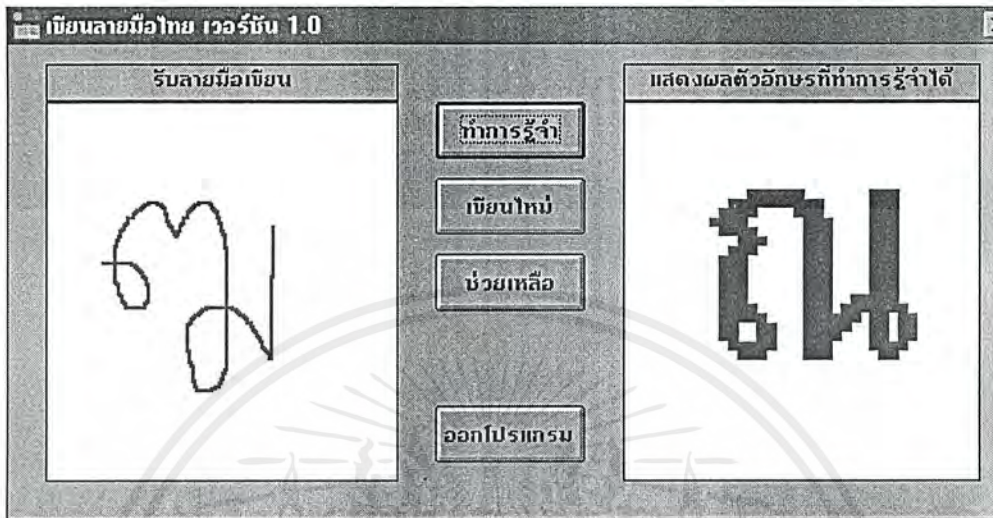 เขียนลายมือไทย เวอร์ชัน 1.0
รับลายมือเขียน
แสดงผลตัวอักษรที่ทำการรู้จำได้
ทำการรู้จำ
เขียนใหม่
ช่วยเหลือ
ออกโปรแกรม
ฌ